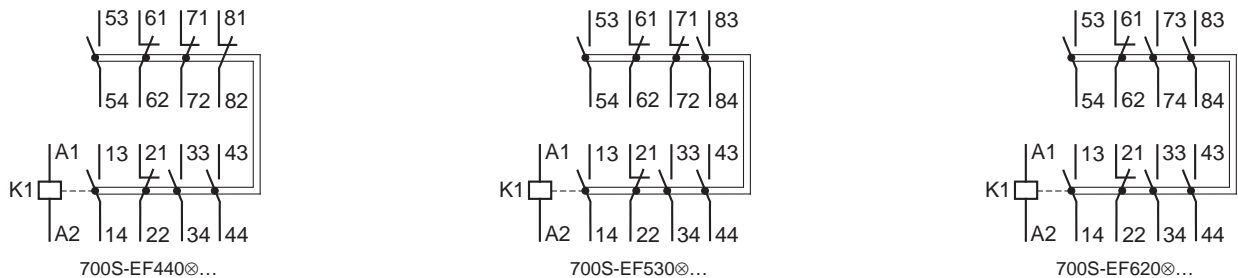 53 61 71 81
54 62 72 82
A1 13 21 33 43
K1
A2 14 22 34 44
700S-EF440⊗...
53 61 71 83
54 62 72 84
A1 13 21 33 43
K1
A2 14 22 34 44
700S-EF530⊗...
53 61 73 83
54 62 74 84
A1 13 21 33 43
K1
A2 14 22 34 44
700S-EF620⊗...